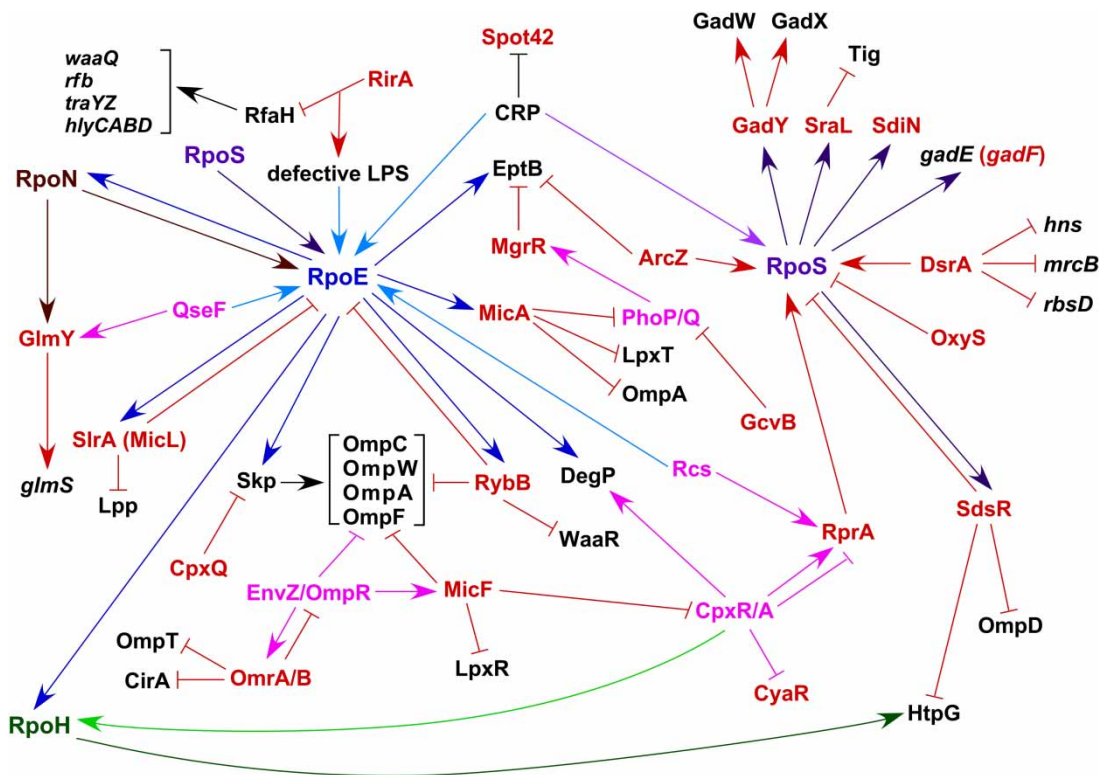 GadW GadX
waaQ
rfb
traYZ
hlyCABD
Spot42
Tig
RirA
RfaH
CRP
GadY SraL SdiN
gadE (gadF)
RpoS
defective LPS
EptB
RpoN
hns
MgrR
ArcZ
RpoE
RpoS
DsrA
mrcB
rbsD
QseF
MicA
PhoP/Q
GlmY
LpxT
OxyS
OmpA
GcvB
SlrA (MicL)
OmpC
OmpW
OmpA
OmpF
Skp
RybB
DegP
Rcs
glmS
Lpp
SdsR
WaaR
RprA
CpxQ
EnvZ/OmpR
MicF
CpxR/A
OmpD
OmpT
LpxR
CirA
OmrA/B
CyaR
RpoH
HtpG